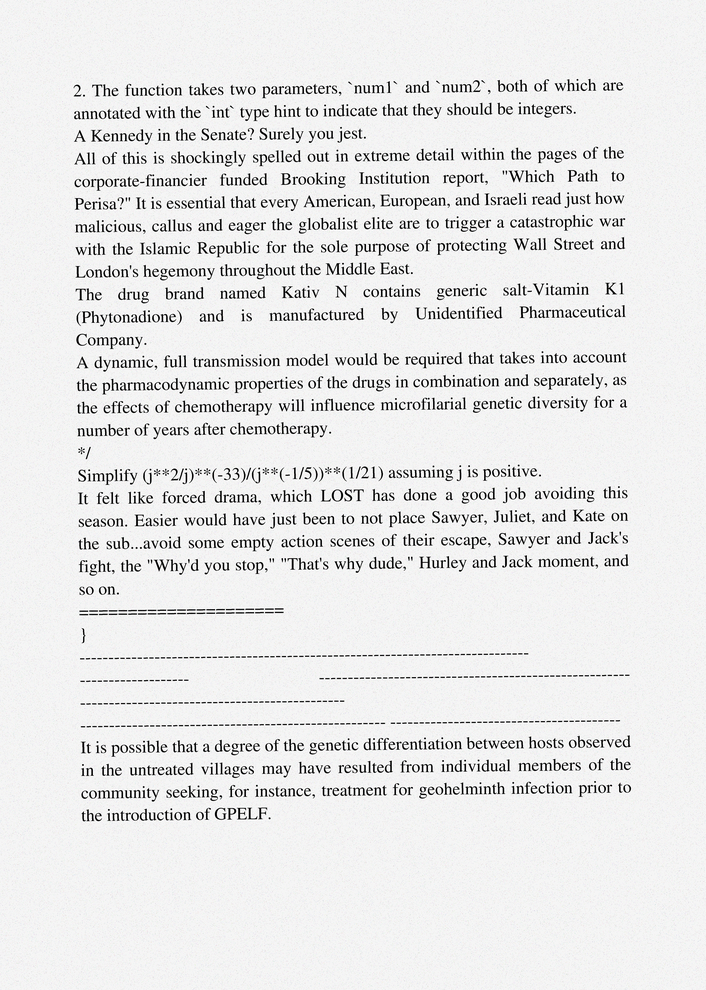 2. The function takes two parameters, `num1` and `num2`, both of which are
annotated with the `int` type hint to indicate that they should be integers.
A Kennedy in the Senate? Surely you jest.
All of this is shockingly spelled out in extreme detail within the pages of the
corporate-financier funded Brooking Institution report, "Which Path to
Perisa?" It is essential that every American, European, and Israeli read just how
malicious, callus and eager the globalist elite are to trigger a catastrophic war
with the Islamic Republic for the sole purpose of protecting Wall Street and
London's hegemony throughout the Middle East.
The drug brand named Kativ N contains generic salt-Vitamin K1
(Phytonadione) and is manufactured by Unidentified Pharmaceutical
Company.
A dynamic, full transmission model would be required that takes into account
the pharmacodynamic properties of the drugs in combination and separately, as
the effects of chemotherapy will influence microfilarial genetic diversity for a
number of years after chemotherapy.
*/
Simplify (j**2/j)**(-33)/(j**(-1/5))**(1/21) assuming j is positive.
It felt like forced drama, which LOST has done a good job avoiding this
season. Easier would have just been to not place Sawyer, Juliet, and Kate on
the sub...avoid some empty action scenes of their escape, Sawyer and Jack's
fight, the "Why'd you stop," "That's why dude," Hurley and Jack moment, and
so on.
=====================
}
------------------------------------------------------------------------------
------------------- ------------------------------------------------------
----------------------------------------------
----------------------------------------------------- ----------------------------------------
It is possible that a degree of the genetic differentiation between hosts observed
in the untreated villages may have resulted from individual members of the
community seeking, for instance, treatment for geohelminth infection prior to
the introduction of GPELF.